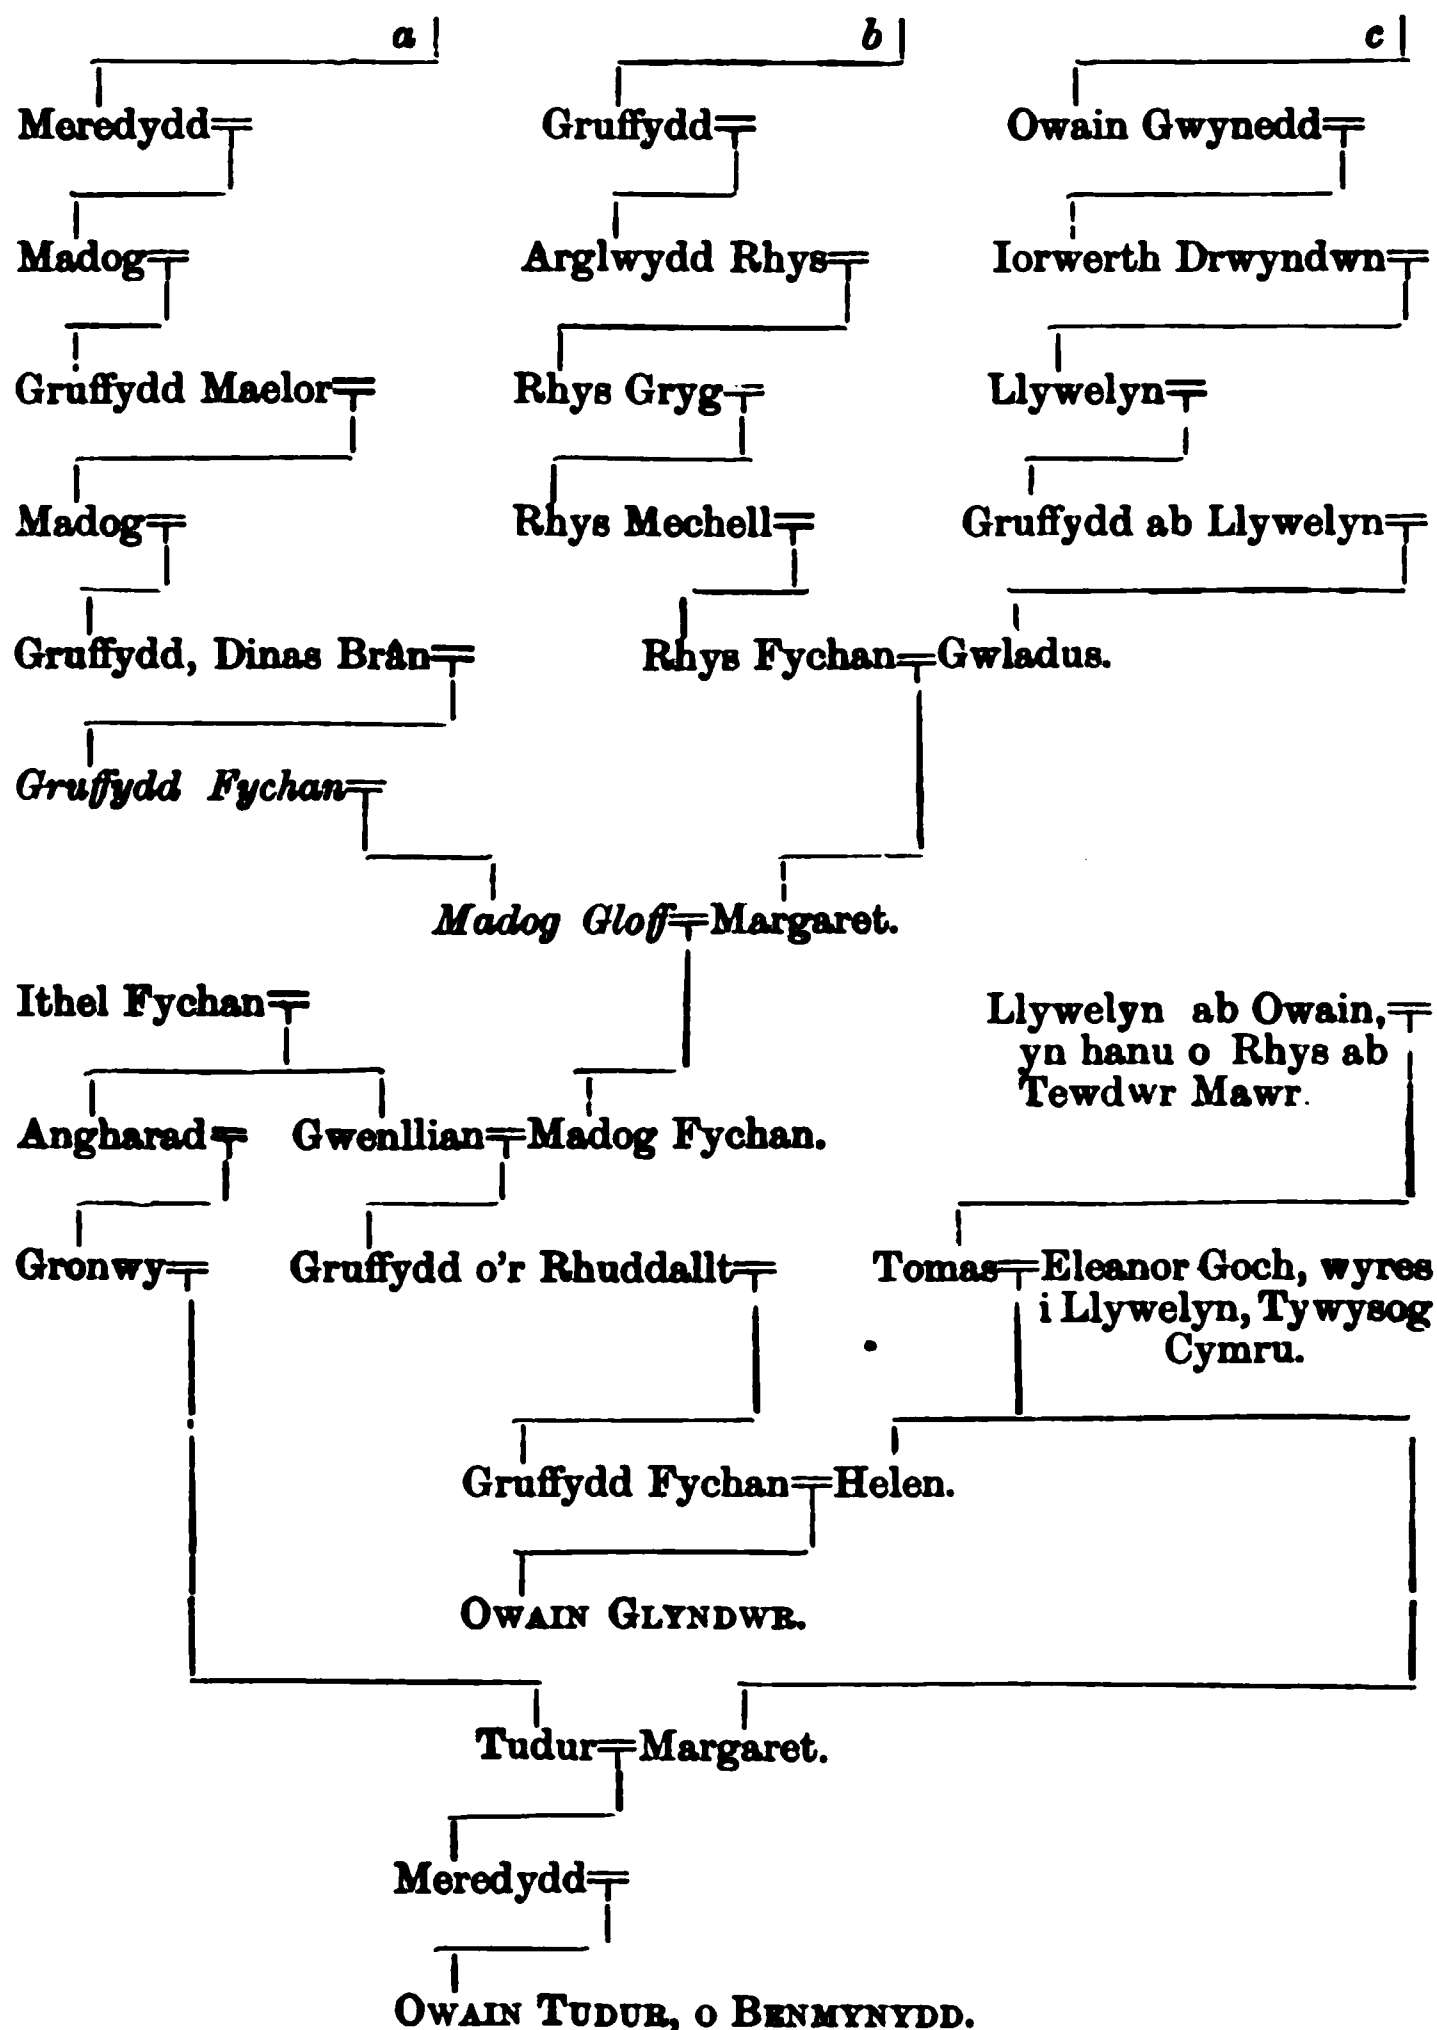 a b c
Meredydd Gruffydd Owain Gwynedd
Madog Arglwydd Rhys Iorwerth Drwyndwn
Gruffydd Maelor Rhys Gryg Llywelyn
Madog Rhys Mechell Gruffydd ab Llywelyn
Gruffydd, Dinas Brân Rhys Fychan=Gwladus.
Gruffydd Fychan
Madog Gloff=Margaret.
Ithel Fychan Llywelyn ab Owain,
yn hanu o Rhys ab
Tewdwr Mawr.
Angharad Gwenllian=Madog Fychan.
Gronwy Gruffydd o'r Rhuddallt Tomas=Eleanor Goch, wyres
i Llywelyn, Tywysog
Cymru.
Gruffydd Fychan=Helen.
OWAIN GLYNDWR.
Tudur=Margaret.
Meredydd
OWAIN TUDUR, O BENMYNYDD.